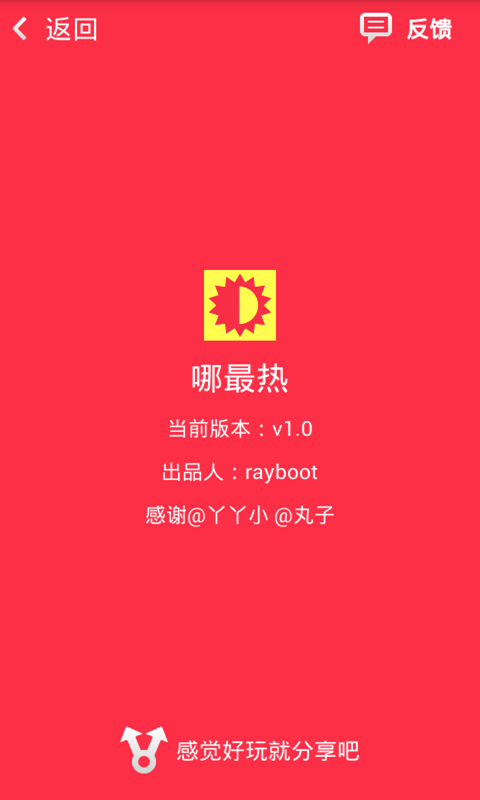 返回
反馈
哪最热
当前版本：v1.0
出品人：rayboot
感谢@丫丫小 @丸子
感觉好玩就分享吧